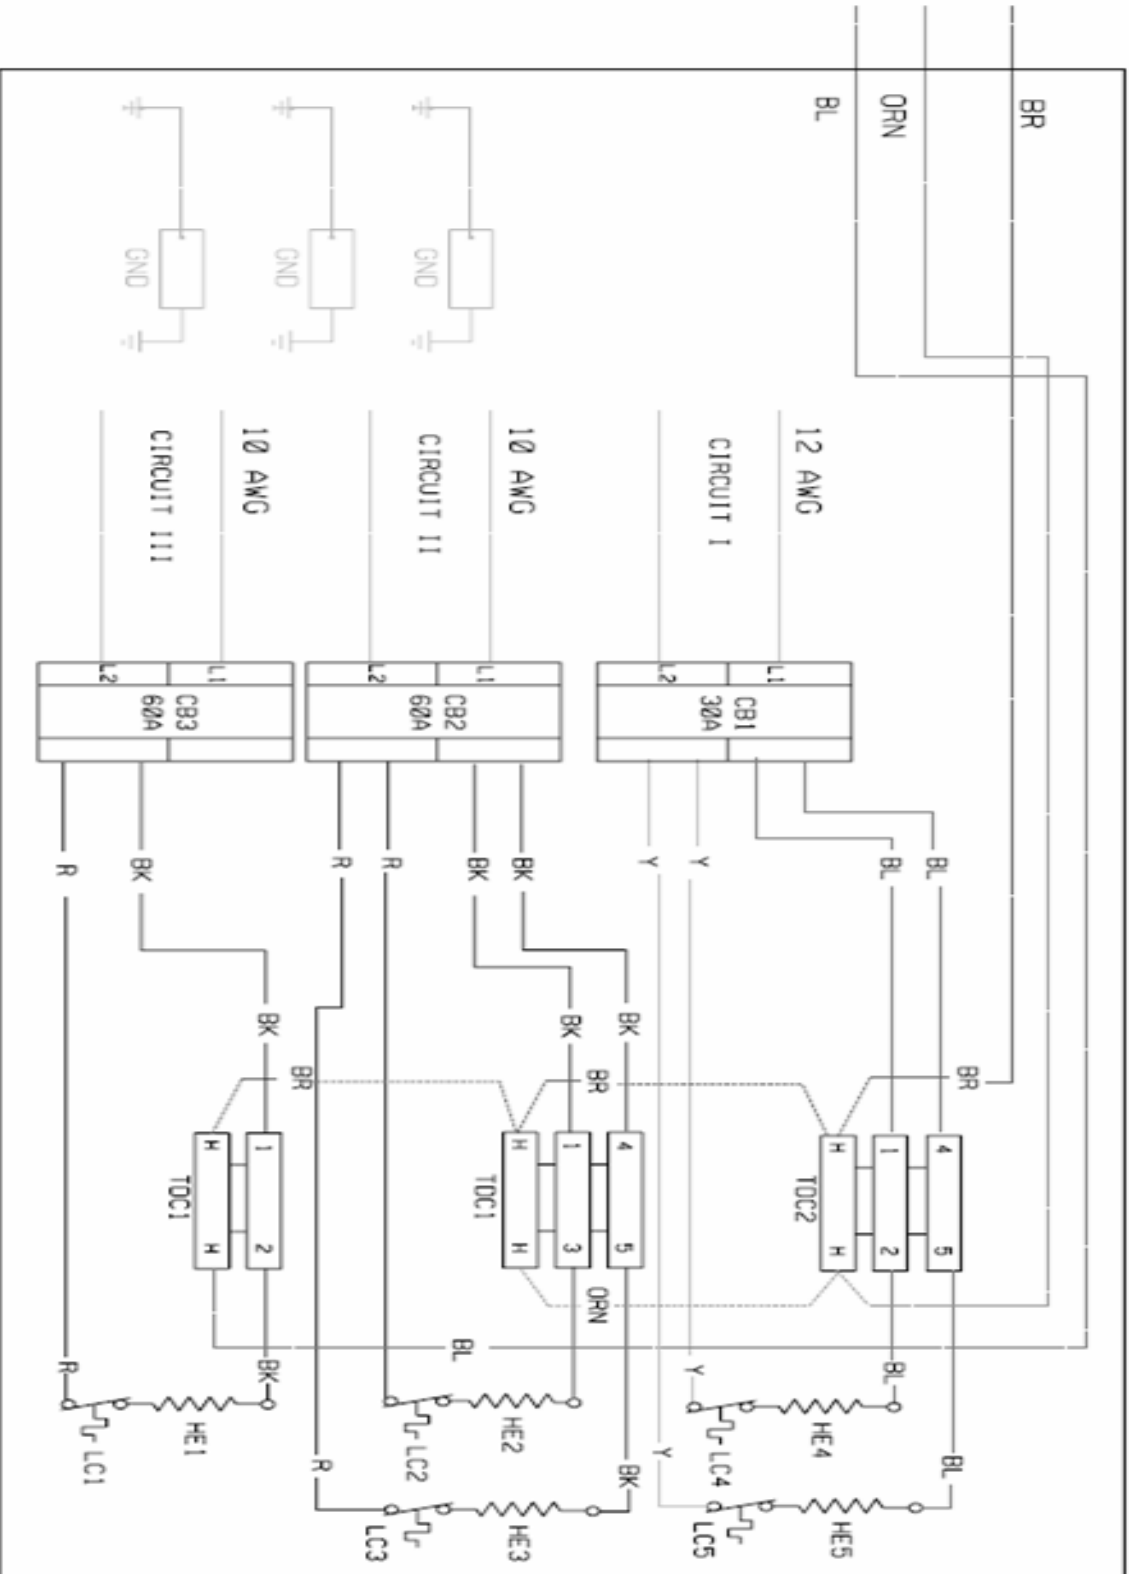 BR
ORN
BL
GND
GND
GND
12 AWG
CIRCUIT I
10 AWG
CIRCUIT II
10 AWG
CIRCUIT III
L1
L2
CB1
30A
L1
L2
CB2
60A
L1
L2
CB3
60A
BL
BL
Y
Y
BK
BK
R
R
BK
R
BK
BK
BK
BR
BR
BR
4
5
1
2
H
H
TDC2
4
5
1
3
H
H
TDC1
1
2
H
H
TDC1
ORN
BL
BL
Y
BK
R
BL
Y
BK
R
HE4
LC4
HE2
LC2
HE1
LC1
HE5
LC5
HE3
LC3